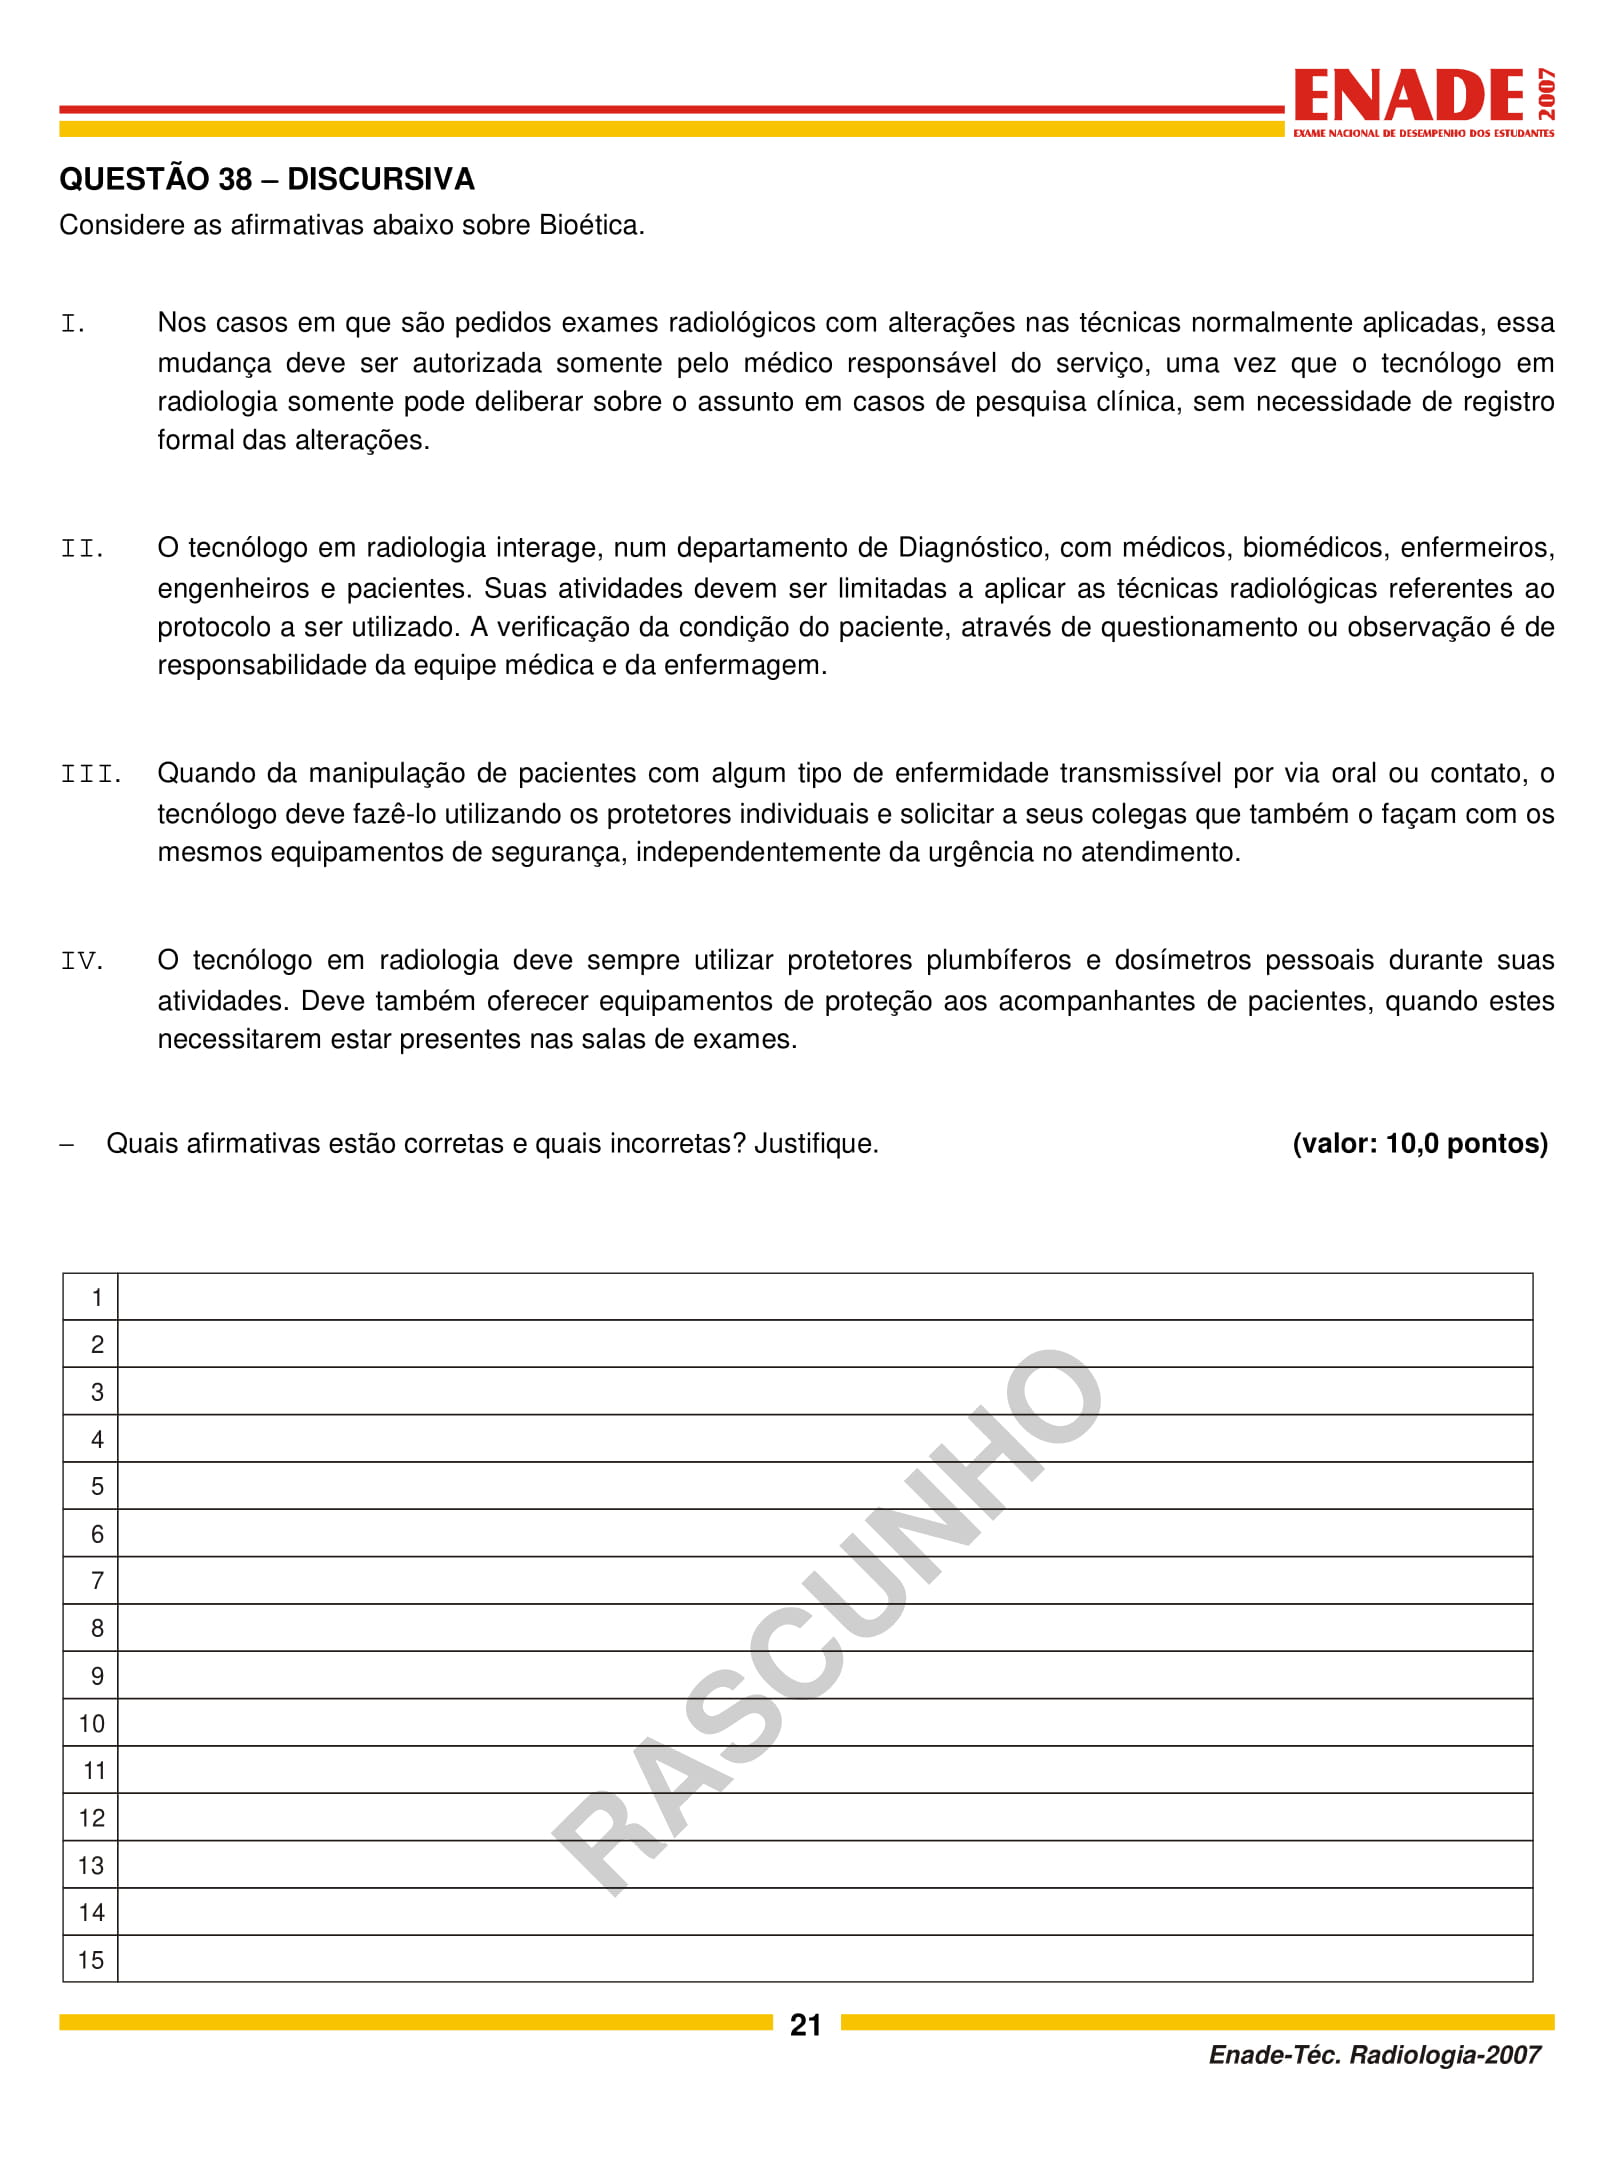 ENADE 2007
EXAME NACIONAL DE DESEMPENHO DOS ESTUDANTES
QUESTÃO 38 – DISCURSIVA
Considere as afirmativas abaixo sobre Bioética.
I. Nos casos em que são pedidos exames radiológicos com alterações nas técnicas normalmente aplicadas, essa
mudança deve ser autorizada somente pelo médico responsável do serviço, uma vez que o tecnólogo em
radiologia somente pode deliberar sobre o assunto em casos de pesquisa clínica, sem necessidade de registro
formal das alterações.
II. O tecnólogo em radiologia interage, num departamento de Diagnóstico, com médicos, biomédicos, enfermeiros,
engenheiros e pacientes. Suas atividades devem ser limitadas a aplicar as técnicas radiológicas referentes ao
protocolo a ser utilizado. A verificação da condição do paciente, através de questionamento ou observação é de
responsabilidade da equipe médica e da enfermagem.
III. Quando da manipulação de pacientes com algum tipo de enfermidade transmissível por via oral ou contato, o
tecnólogo deve fazê-lo utilizando os protetores individuais e solicitar a seus colegas que também o façam com os
mesmos equipamentos de segurança, independentemente da urgência no atendimento.
IV. O tecnólogo em radiologia deve sempre utilizar protetores plumbíferos e dosímetros pessoais durante suas
atividades. Deve também oferecer equipamentos de proteção aos acompanhantes de pacientes, quando estes
necessitarem estar presentes nas salas de exames.
– Quais afirmativas estão corretas e quais incorretas? Justifique. (valor: 10,0 pontos)
1
2
3
4
5
6
7
8
9
10
11
12
13
14
15
RASCUNHO
21
Enade-Téc. Radiologia-2007